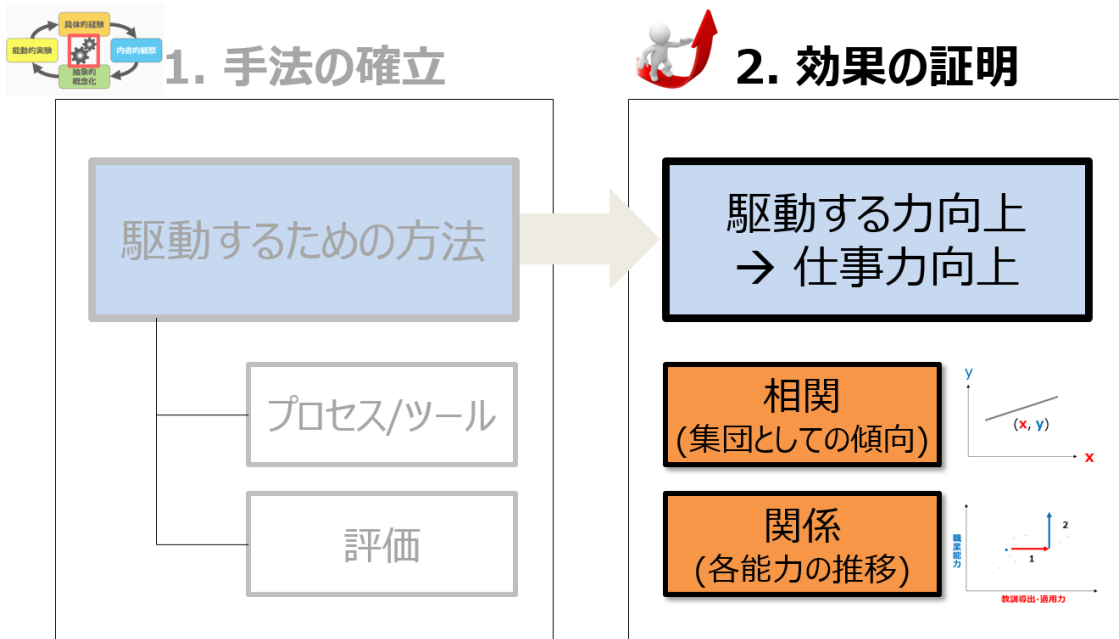 具体的経験
能動的実験
内省的観察
抽象的
概念化
1. 手法の確立
駆動するための方法
プロセス/ツール
評価
2. 効果の証明
駆動する力向上
→ 仕事力向上
相関
(集団としての傾向)
y
(x, y)
x
関係
(各能力の推移)
職業能力
2
1
教訓導出・適用力